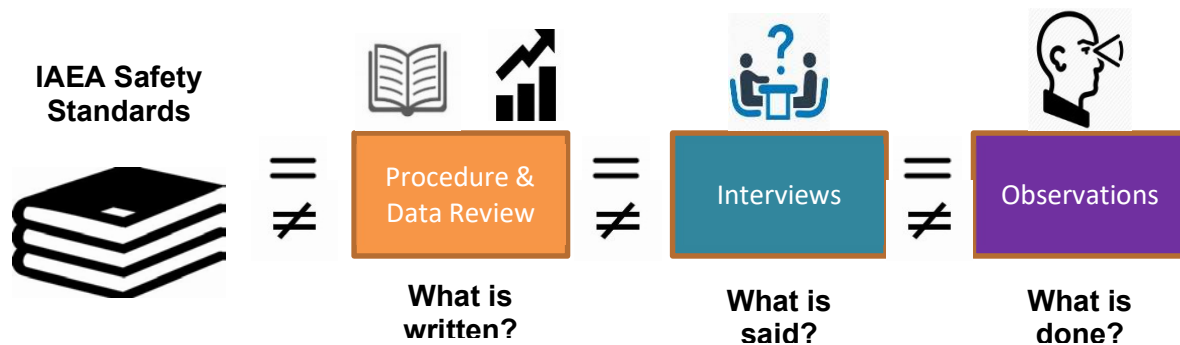 IAEA Safety
Standards
=
≠
Procedure &
Data Review
=
≠
Interviews
=
≠
Observations
?
What is
written?
What is
said?
What is
done?